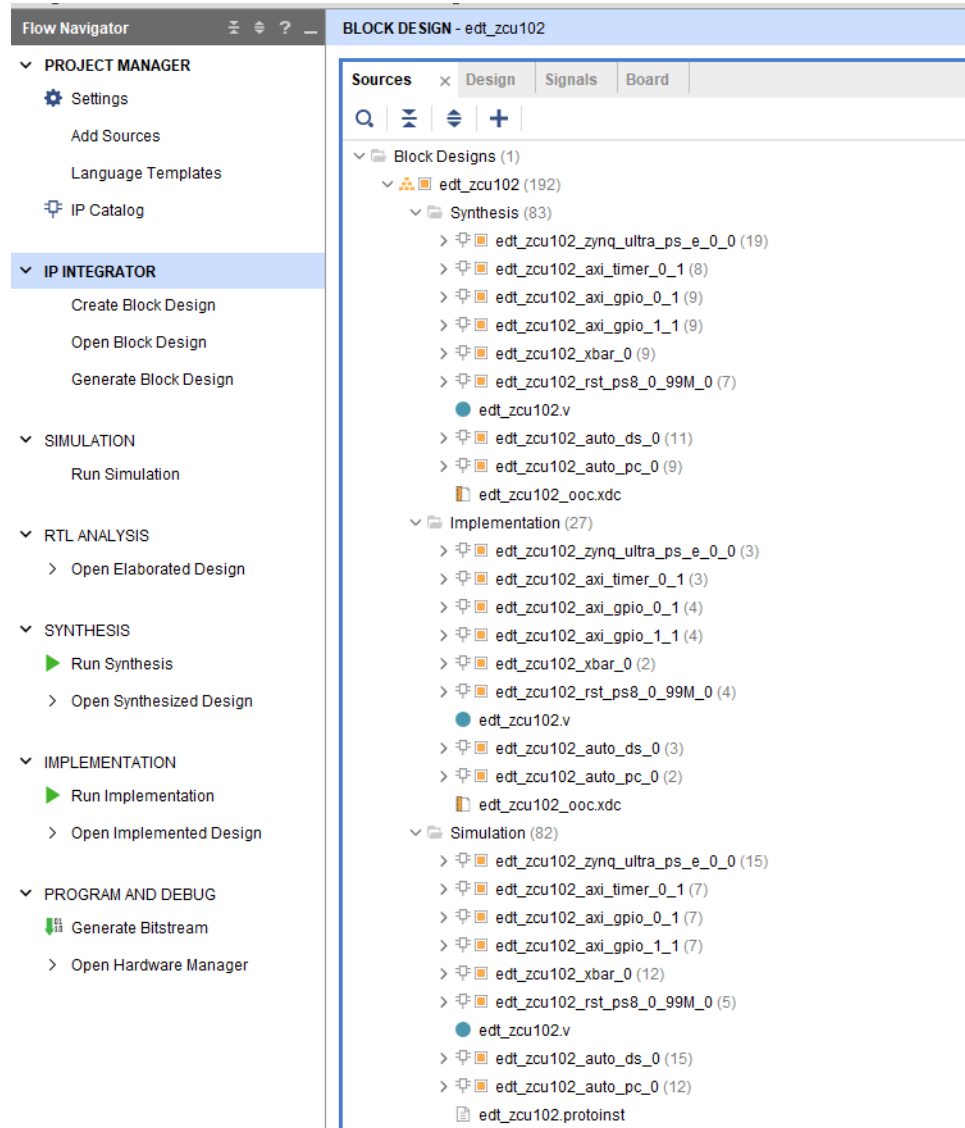 Flow Navigator ?
PROJECT MANAGER
Settings
Add Sources
Language Templates
IP Catalog
IP INTEGRATOR
Create Block Design
Open Block Design
Generate Block Design
SIMULATION
Run Simulation
RTL ANALYSIS
Open Elaborated Design
SYNTHESIS
Run Synthesis
Open Synthesized Design
IMPLEMENTATION
Run Implementation
Open Implemented Design
PROGRAM AND DEBUG
Generate Bitstream
Open Hardware Manager
BLOCK DESIGN - edt_zcu102
Sources Design Signals Board
Block Designs (1)
edt_zcu102 (192)
Synthesis (83)
edt_zcu102_zynq_ultra_ps_e_0_0 (19)
edt_zcu102_axi_timer_0_1 (8)
edt_zcu102_axi_gpio_0_1 (9)
edt_zcu102_axi_gpio_1_1 (9)
edt_zcu102_xbar_0 (9)
edt_zcu102_rst_ps8_0_99M_0 (7)
edt_zcu102.v
edt_zcu102_auto_ds_0 (11)
edt_zcu102_auto_pc_0 (9)
edt_zcu102_ooc.xdc
Implementation (27)
edt_zcu102_zynq_ultra_ps_e_0_0 (3)
edt_zcu102_axi_timer_0_1 (3)
edt_zcu102_axi_gpio_0_1 (4)
edt_zcu102_axi_gpio_1_1 (4)
edt_zcu102_xbar_0 (2)
edt_zcu102_rst_ps8_0_99M_0 (4)
edt_zcu102.v
edt_zcu102_auto_ds_0 (3)
edt_zcu102_auto_pc_0 (2)
edt_zcu102_ooc.xdc
Simulation (82)
edt_zcu102_zynq_ultra_ps_e_0_0 (15)
edt_zcu102_axi_timer_0_1 (7)
edt_zcu102_axi_gpio_0_1 (7)
edt_zcu102_axi_gpio_1_1 (7)
edt_zcu102_xbar_0 (12)
edt_zcu102_rst_ps8_0_99M_0 (5)
edt_zcu102.v
edt_zcu102_auto_ds_0 (15)
edt_zcu102_auto_pc_0 (12)
edt_zcu102.protoinst